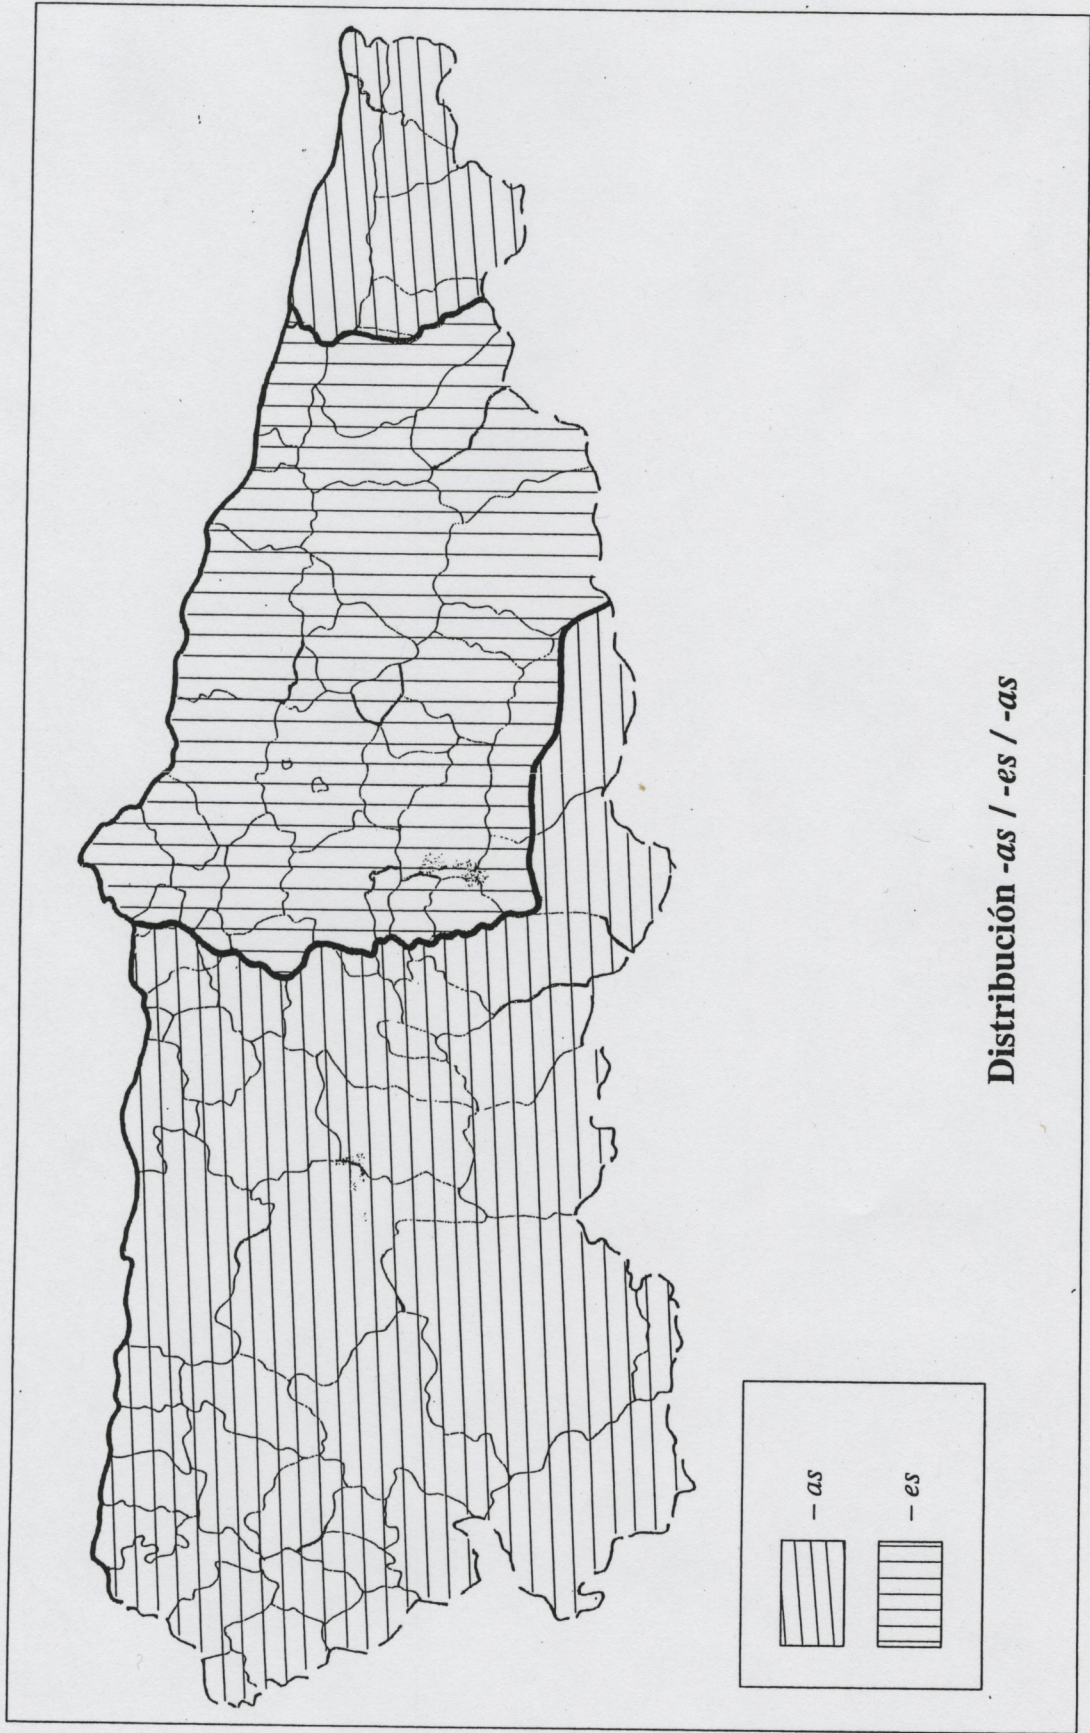 – as
– es
Distribución -as / -es / -as